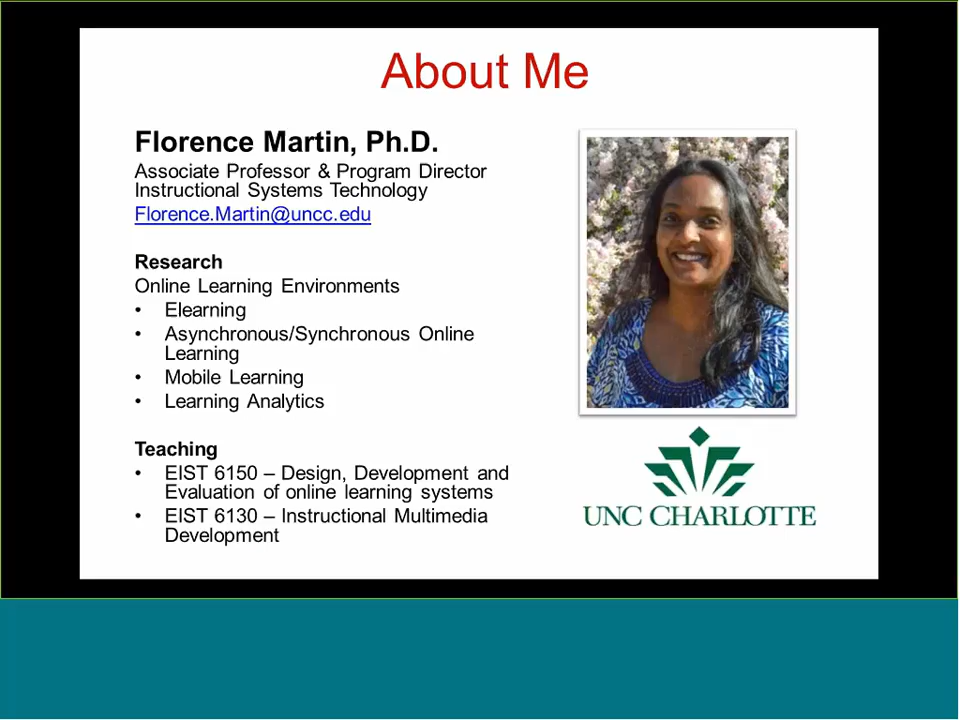 About Me
Florence Martin, Ph.D.
Associate Professor & Program Director
Instructional Systems Technology
Florence.Martin@uncc.edu
Research
Online Learning Environments
• Elearning
• Asynchronous/Synchronous Online
Learning
• Mobile Learning
• Learning Analytics
Teaching
• EIST 6150 – Design, Development and
Evaluation of online learning systems
• EIST 6130 – Instructional Multimedia
Development
UNC CHARLOTTE